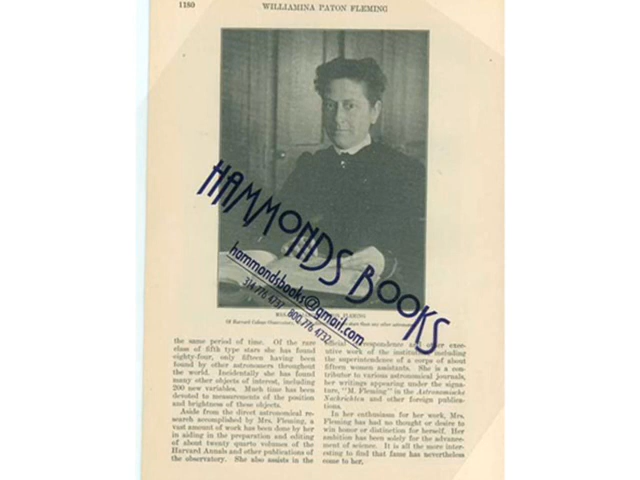 1180
WILLIAMINA PATON FLEMING
HAMMONDS BOOKS
hammondsbooks@gmail.com
314.776.4737 800.776.4732
FLEMING
Of Harvard College Observatory, stars than any other astronomer
the same period of time. Of the rare
class of fifth type stars she has found
eighty-four, only fifteen having been
found by other astronomers throughout
the world. Incidentally she has found
many other objects of interest, including
200 new variables. Much time has been
devoted to measurements of the position
and brightness of these objects.
Aside from the direct astronomical re-
search accomplished by Mrs. Fleming, a
vast amount of work has been done by her
in aiding in the preparation and editing
of about twenty quarto volumes of the
Harvard Annals and other publications of
the observatory. She also assists in the
official correspondence and other exec-
utive work of the institution, including
the superintendence of a corps of about
fifteen women assistants. She is a con-
tributor to various astronomical journals,
her writings appearing under the signa-
ture, "M. Fleming" in the Astronomische
Nachrichten and other foreign publica-
tions.
In her enthusiasm for her work, Mrs.
Fleming has had no thought or desire to
win honor or distinction for herself. Her
ambition has been solely for the advance-
ment of science. It is all the more inter-
esting to find that fame has nevertheless
come to her.